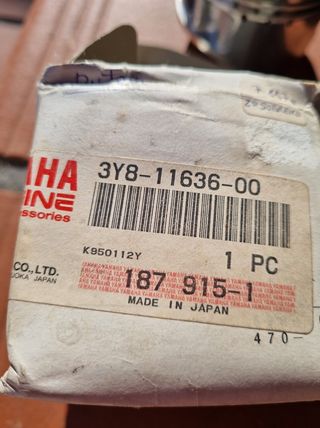 AHA
INE
essories
3Y8-11636-00
K950112Y
1 PC
CO., LTD.
OKA JAPAN
187 915-1
MADE IN JAPAN
470-